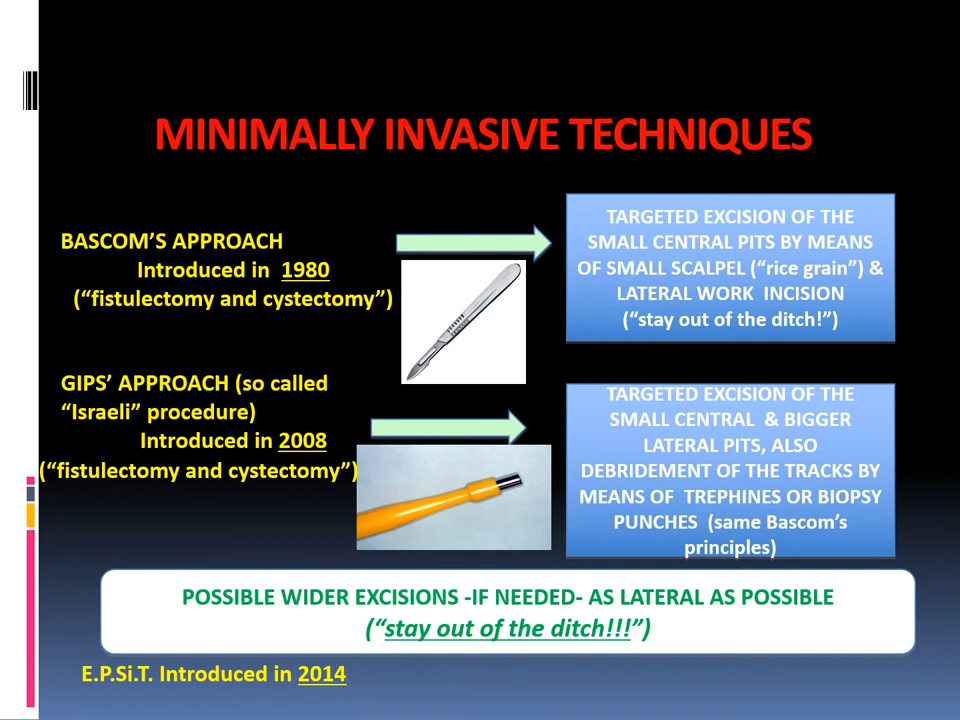 MINIMALLY INVASIVE TECHNIQUES
BASCOM’S APPROACH
Introduced in 1980
(“fistulectomy and cystectomy”)
TARGETED EXCISION OF THE
SMALL CENTRAL PITS BY MEANS
OF SMALL SCALPEL (“rice grain”) &
LATERAL WORK INCISION
(“stay out of the ditch!”)
GIPS’ APPROACH (so called
“Israeli” procedure)
Introduced in 2008
(“fistulectomy and cystectomy”)
TARGETED EXCISION OF THE
SMALL CENTRAL & BIGGER
LATERAL PITS, ALSO
DEBRIDEMENT OF THE TRACKS BY
MEANS OF TREPHINES OR BIOPSY
PUNCHES (same Bascom’s
principles)
POSSIBLE WIDER EXCISIONS -IF NEEDED- AS LATERAL AS POSSIBLE
(“stay out of the ditch!!!”)
E.P.Si.T. Introduced in 2014